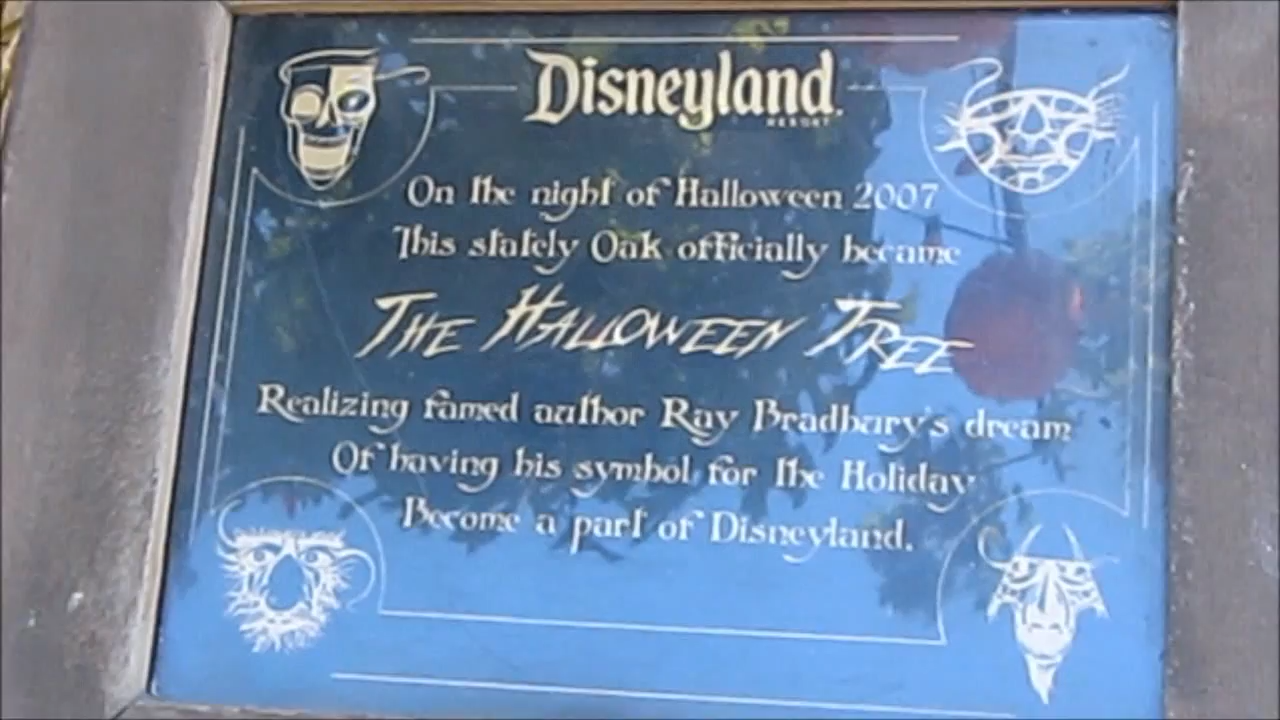 Disneyland
RESORT
On the night of Halloween 2007
This stately Oak officially became
THE HALLOWEEN TREE
Realizing famed author Ray Bradbury's dream
Of having his symbol for the Holiday
Become a part of Disneyland.